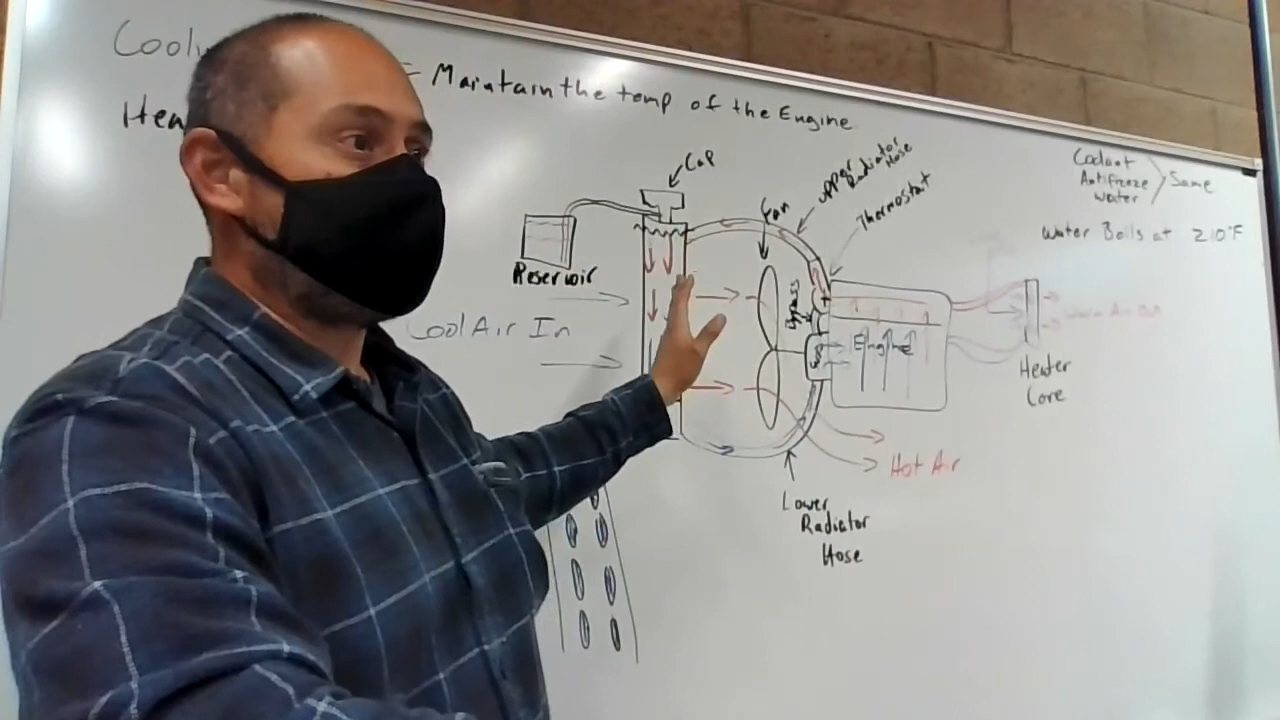 Cooli
= Maintain the temp of the Engine
Hea
Cap
Reservoir
Fan
upper
Radiator
Hose
Thermostat
Coolant
Antifreeze
Water
Same
Water Boils at 210°F
Cool Air In
Bypass
Engine
Heater
Core
Hot Air
Lower
Radiator
Hose